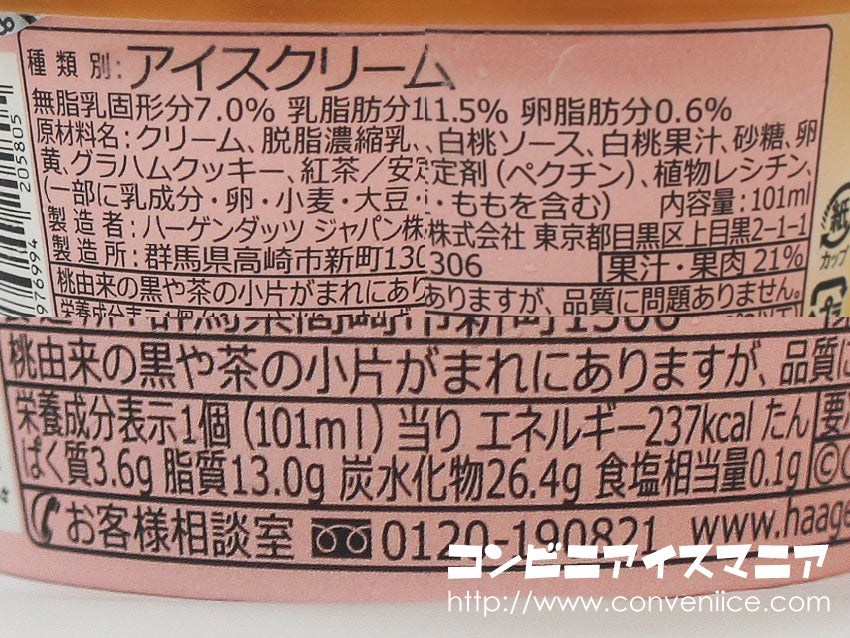 種類別:アイスクリーム
無脂乳固形分7.0% 乳脂肪分11.5% 卵脂肪分0.6%
原材料名:クリーム、脱脂濃縮乳、白桃ソース、白桃果汁、砂糖、卵
黄、グラハムクッキー、紅茶/安定剤(ペクチン)、植物レシチン、
(一部に乳成分・卵・小麦・大豆・ももを含む) 内容量:101ml
製造者:ハーゲンダッツ ジャパン株式会社 東京都目黒区上目黒2-1-1
製造所:群馬県高崎市新町1306 果汁・果肉 21%
桃由来の黒や茶の小片がまれにありますが、品質に問題ありません。
紙
カップ
205805
976994
桃由来の黒や茶の小片がまれにありますが、品質に
栄養成分表示1個(101ml)当り エネルギー237kcal たん
ぱく質3.6g 脂質13.0g 炭水化物26.4g 食塩相当量0.1g
お客様相談室 0120-190821 www.haage
コンビニアイスマニア
http://www.conveniice.com/